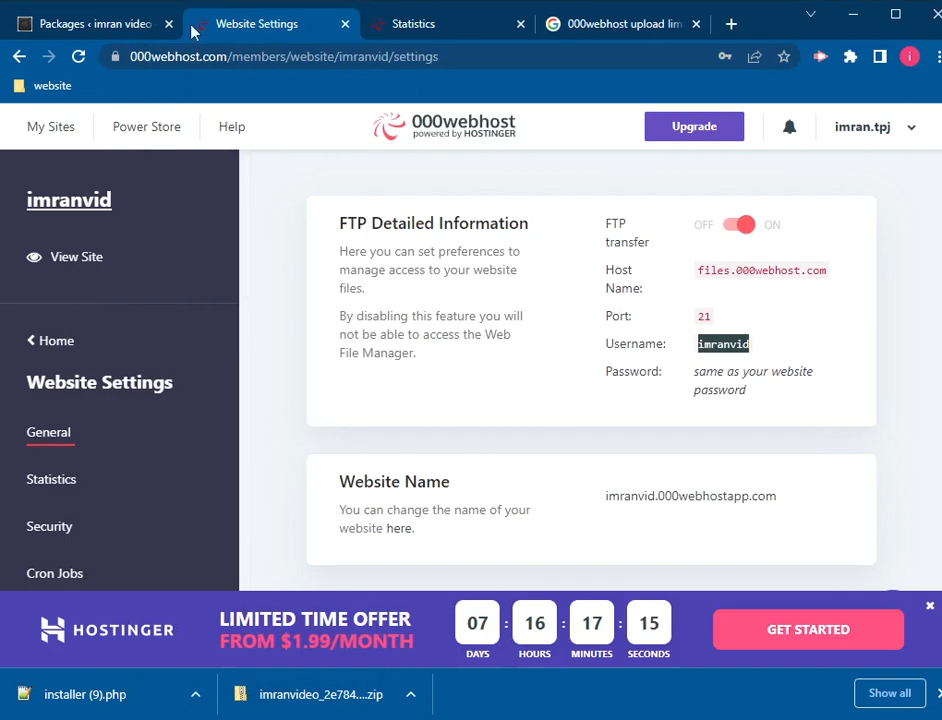 Packages ‹ imran video
Website Settings
Statistics
000webhost upload lim
000webhost.com/members/website/imranvid/settings
i
website
My Sites
Power Store
Help
000webhost
powered by HOSTINGER
Upgrade
imran.tpj
imranvid
View Site
Home
Website Settings
General
Statistics
Security
Cron Jobs
FTP Detailed Information
Here you can set preferences to
manage access to your website
files.
By disabling this feature you will
not be able to access the Web
File Manager.
FTP
transfer
OFF ON
Host
Name:
files.000webhost.com
Port:
21
Username:
imranvid
Password:
same as your website
password
Website Name
You can change the name of your
website here.
imranvid.000webhostapp.com
HOSTINGER
LIMITED TIME OFFER
FROM $1.99/MONTH
07 : 16 : 17 : 15
DAYS HOURS MINUTES SECONDS
GET STARTED
installer (9).php
imranvideo_2e784....zip
Show all